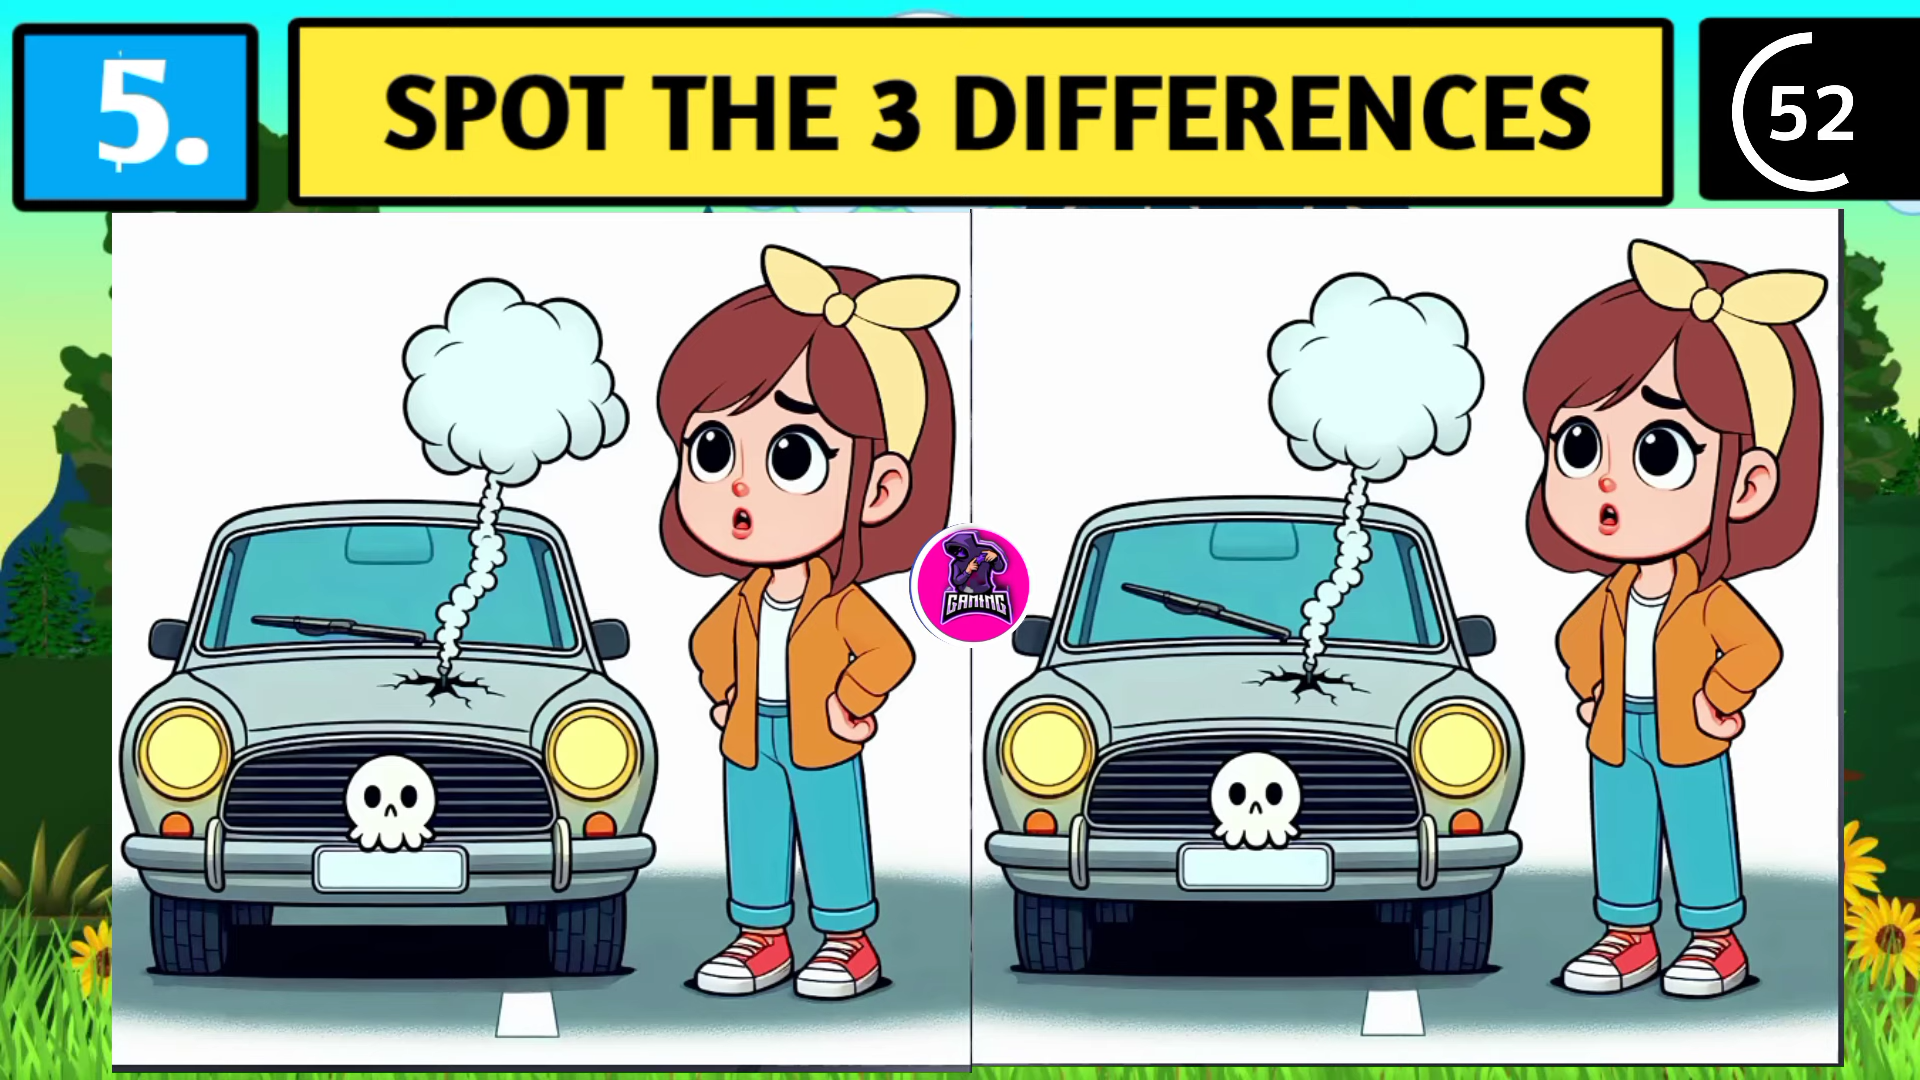 5.
SPOT THE 3 DIFFERENCES
52
GAMING